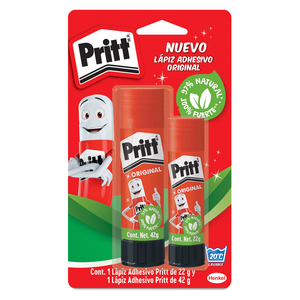 Pritt
NUEVO
LÁPIZ ADHESIVO
ORIGINAL
97% NATURAL*
100% FUERTE
Pritt
ORIGINAL
Cont. Net. 42g
Pritt
ORIGINAL
Cont. Net. 22g
20°C
Cont. 1 Lápiz Adhesivo Pritt de 22 g y
1 Lápiz Adhesivo Pritt de 42 g
Henkel